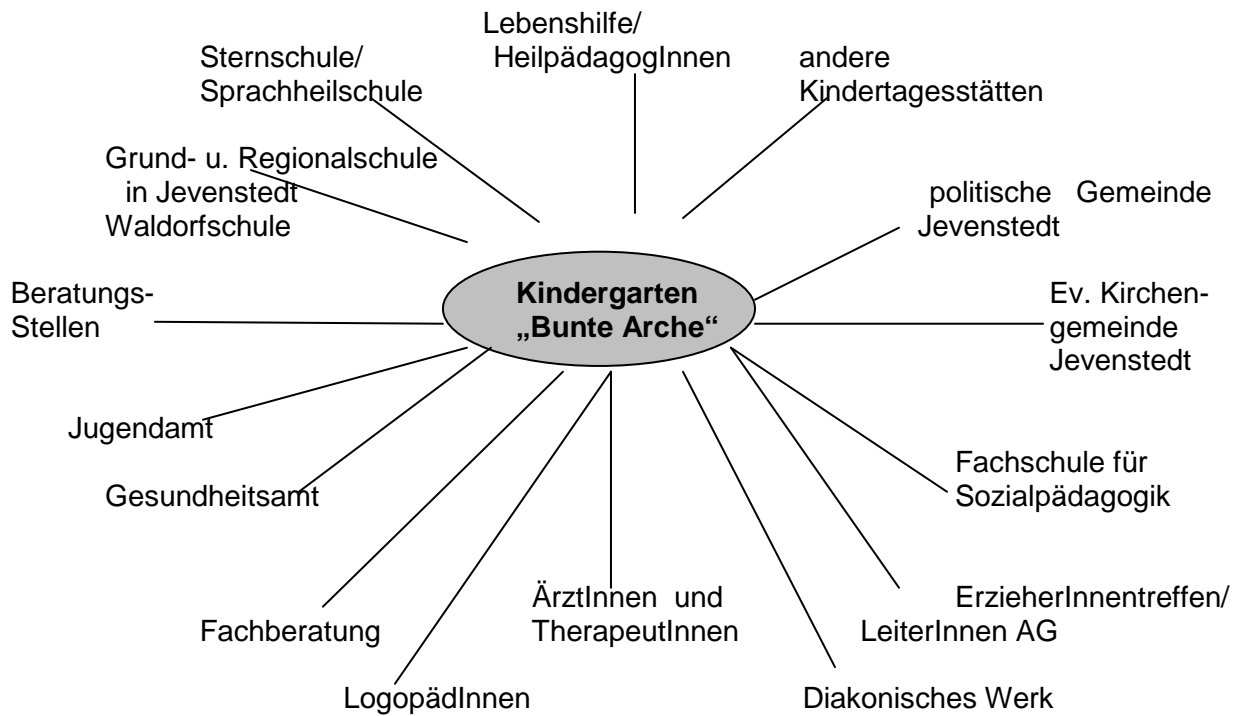 Lebenshilfe/
HeilpädagogInnen
Sternschule/
Sprachheilschule
andere
Kindertagesstätten
Grund- u. Regionalschule
in Jevenstedt
Waldorfschule
politische Gemeinde
Jevenstedt
Kindergarten
„Bunte Arche“
Beratungs-
Stellen
Ev. Kirchen-
gemeinde
Jevenstedt
Jugendamt
Gesundheitsamt
Fachschule für
Sozialpädagogik
Fachberatung
ÄrztInnen und
TherapeutInnen
ErzieherInnentreffen/
LeiterInnen AG
LogopädInnen
Diakonisches Werk